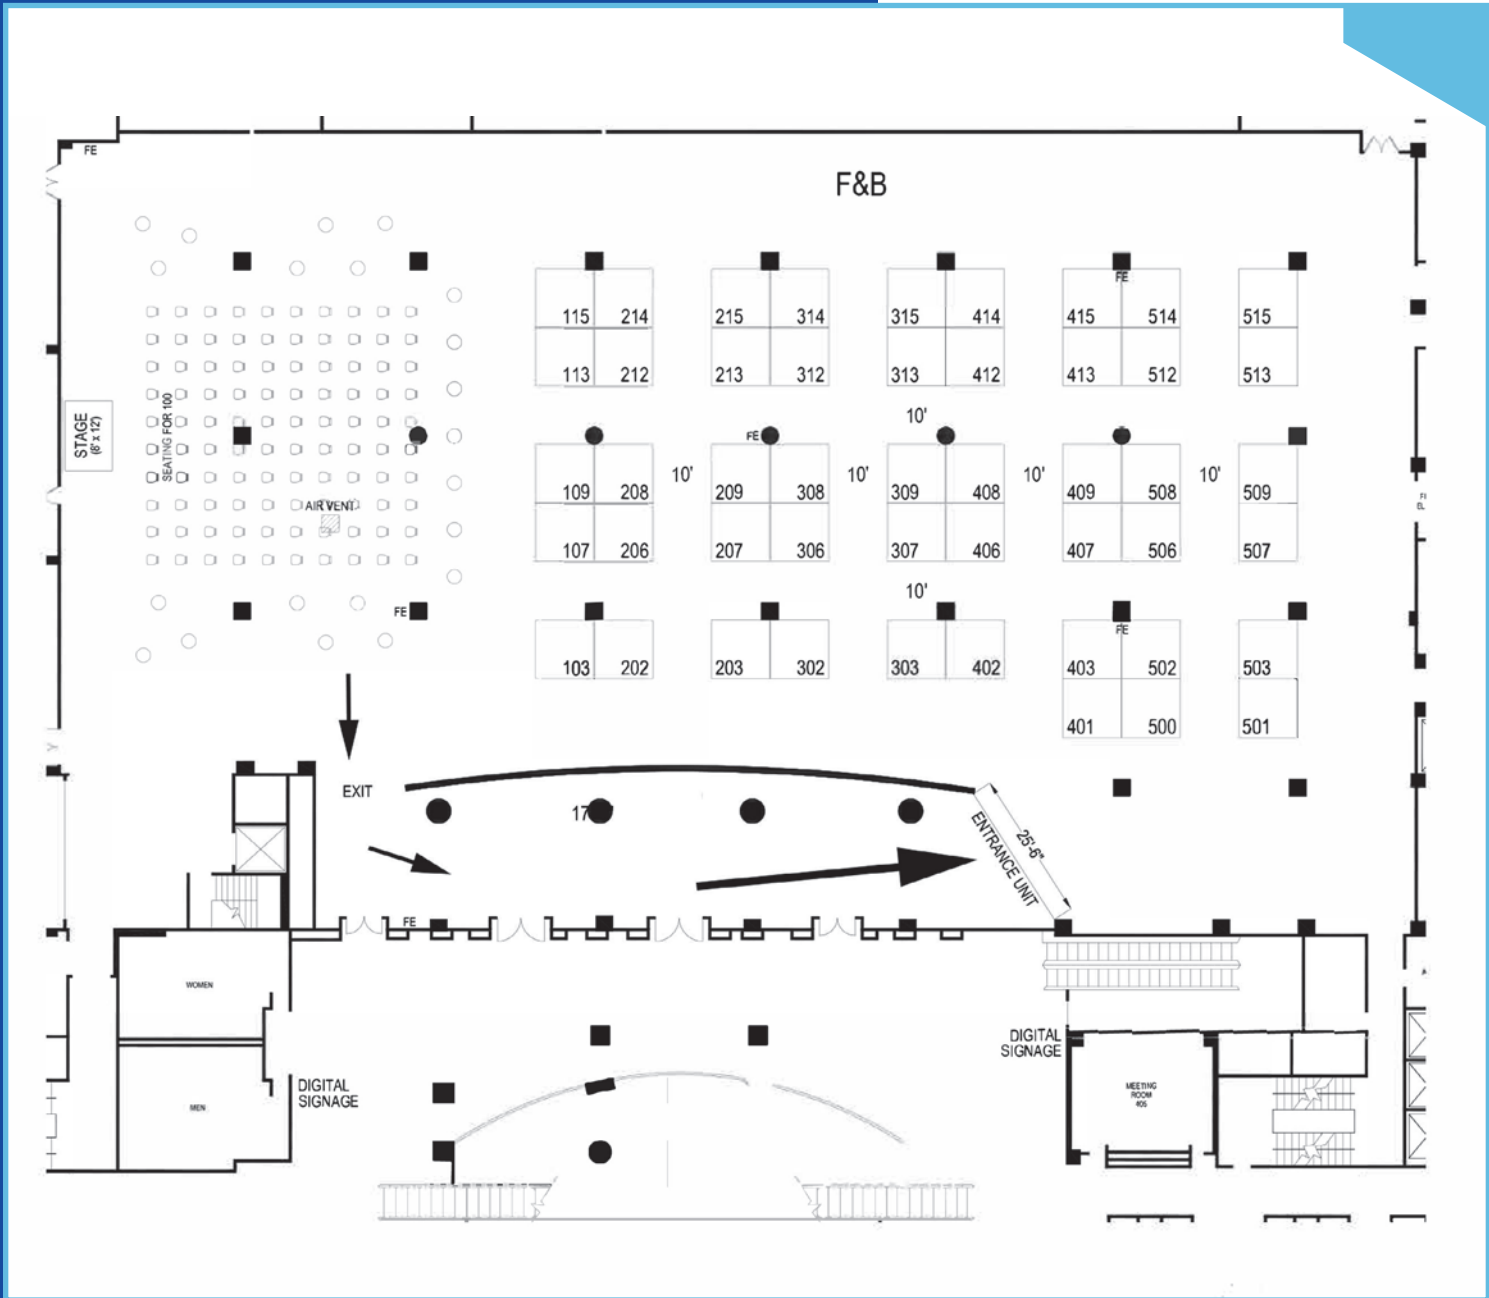 FE
F&B
FE
115 214 215 314 315 414 415 514 515
113 212 213 312 313 412 413 512 513
STAGE
(8' x 12')
SEATING FOR 100
10'
FE
10' 10' 10' 10'
109 208 209 308 309 408 409 508 509
AIR VENT
107 206 207 306 307 406 407 506 507
10'
FE
FE
103 202 203 302 303 402 403 502 503
401 500 501
EXIT
17
25'-6"
ENTRANCE UNIT
FE
WOMEN
DIGITAL
SIGNAGE
MEN
DIGITAL
SIGNAGE
MEETING
ROOM